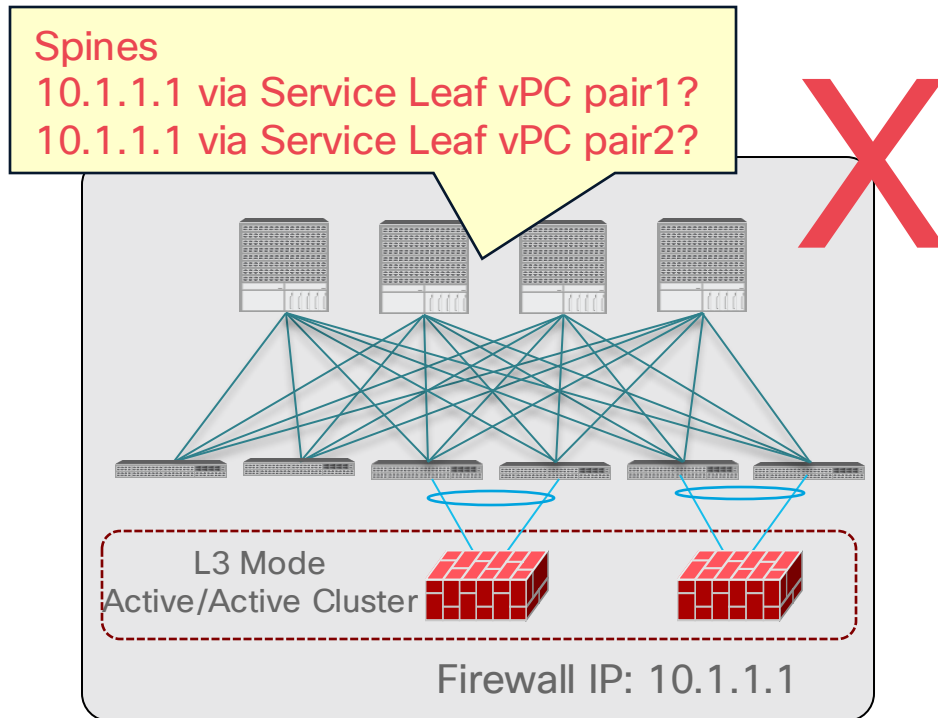 Spines
10.1.1.1 via Service Leaf vPC pair1?
10.1.1.1 via Service Leaf vPC pair2?
X
L3 Mode
Active/Active Cluster
Firewall IP: 10.1.1.1